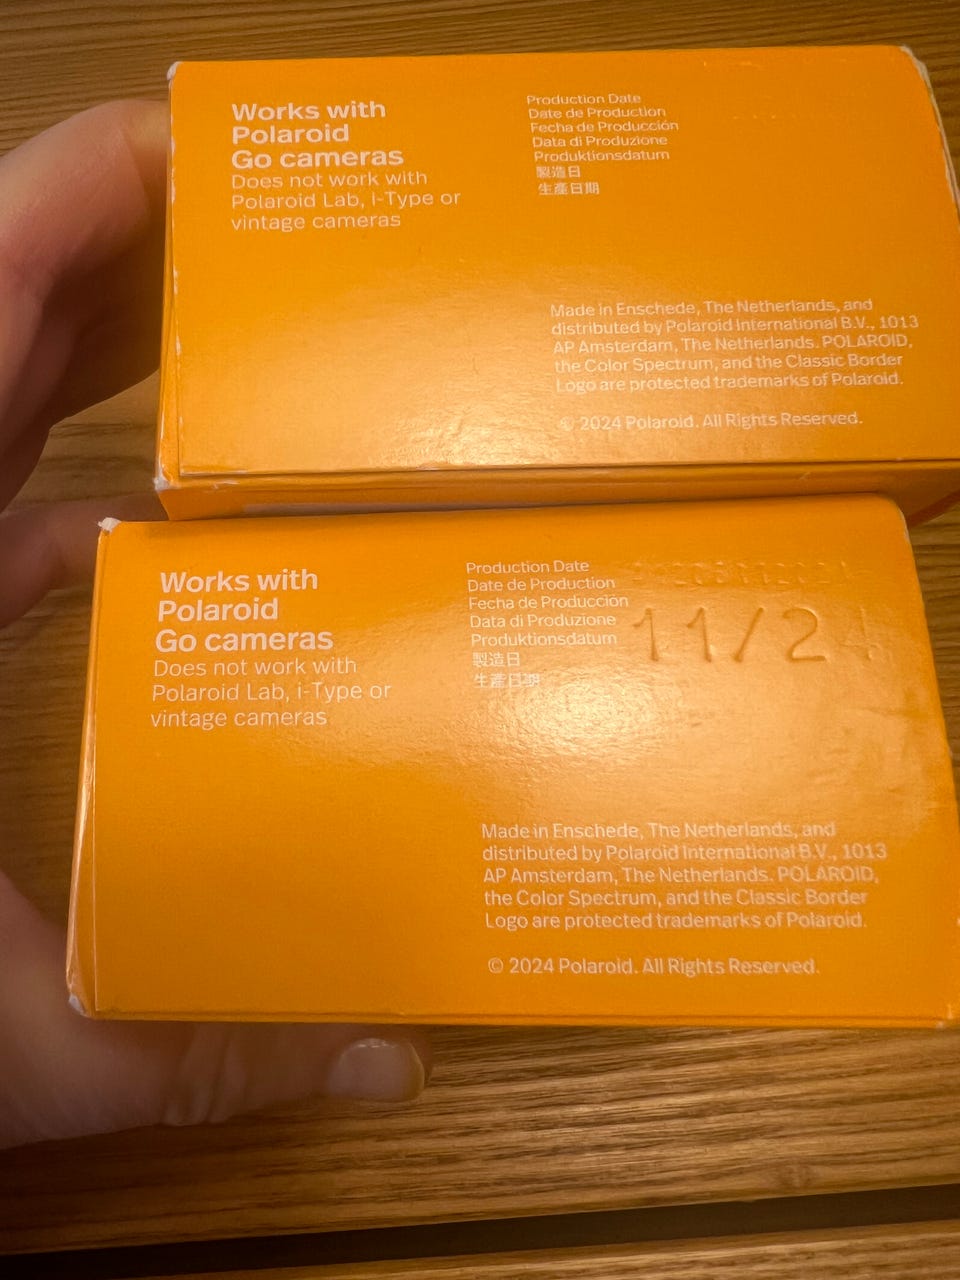 Works with
Polaroid
Go cameras
Does not work with
Polaroid Lab, i-Type or
vintage cameras
Production Date
Date de Production
Fecha de Producción
Data di Produzione
Produktionsdatum
製造日
生產日期
Made in Enschede, The Netherlands, and
distributed by Polaroid International B.V., 1013
AP Amsterdam, The Netherlands. POLAROID,
the Color Spectrum, and the Classic Border
Logo are protected trademarks of Polaroid.
© 2024 Polaroid. All Rights Reserved.
Works with
Polaroid
Go cameras
Does not work with
Polaroid Lab, i-Type or
vintage cameras
Production Date
Date de Production
Fecha de Producción
Data di Produzione
Produktionsdatum
製造日
生產日期
11/24
Made in Enschede, The Netherlands, and
distributed by Polaroid International B.V., 1013
AP Amsterdam, The Netherlands. POLAROID,
the Color Spectrum, and the Classic Border
Logo are protected trademarks of Polaroid.
© 2024 Polaroid. All Rights Reserved.